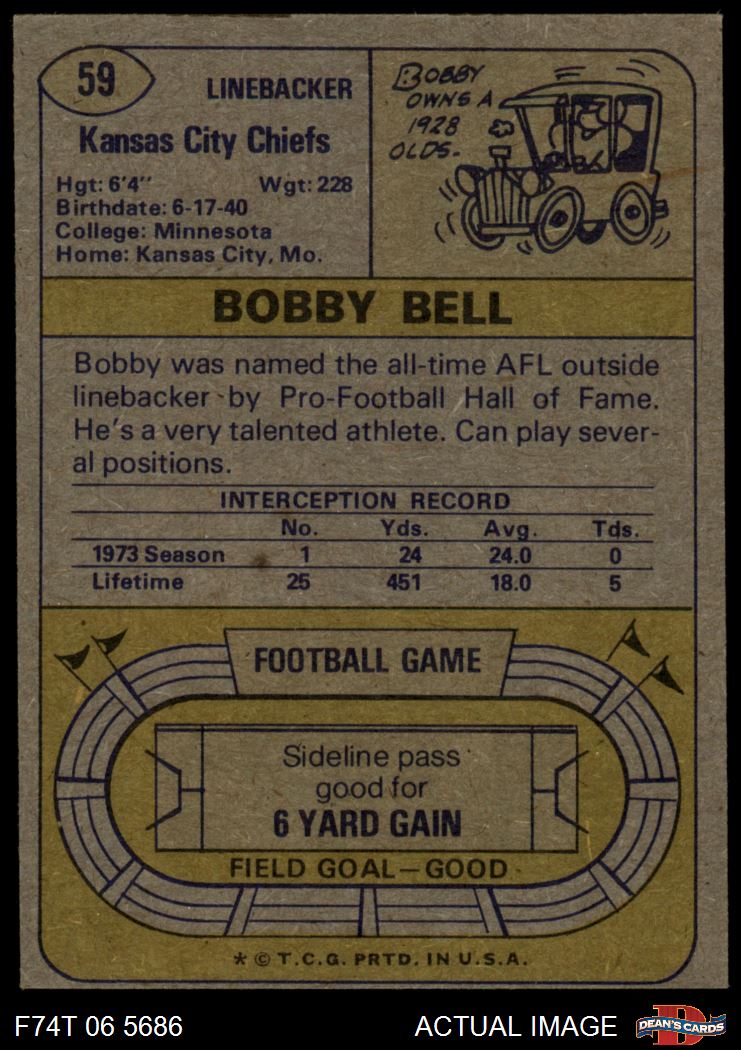 59
LINEBACKER
Kansas City Chiefs
Hgt: 6'4" Wgt: 228
Birthdate: 6-17-40
College: Minnesota
Home: Kansas City, Mo.
BOBBY
OWNS A
1928
OLDS.
BOBBY BELL
Bobby was named the all-time AFL outside
linebacker by Pro-Football Hall of Fame.
He's a very talented athlete. Can play sever-
al positions.
INTERCEPTION RECORD
No. Yds. Avg. Tds.
1973 Season 1 24 24.0 0
Lifetime 25 451 18.0 5
FOOTBALL GAME
Sideline pass
good for
6 YARD GAIN
FIELD GOAL—GOOD
* © T.C.G. PRTD. IN U.S.A.
F74T 06 5686 ACTUAL IMAGE
D
DEAN'S CARDS